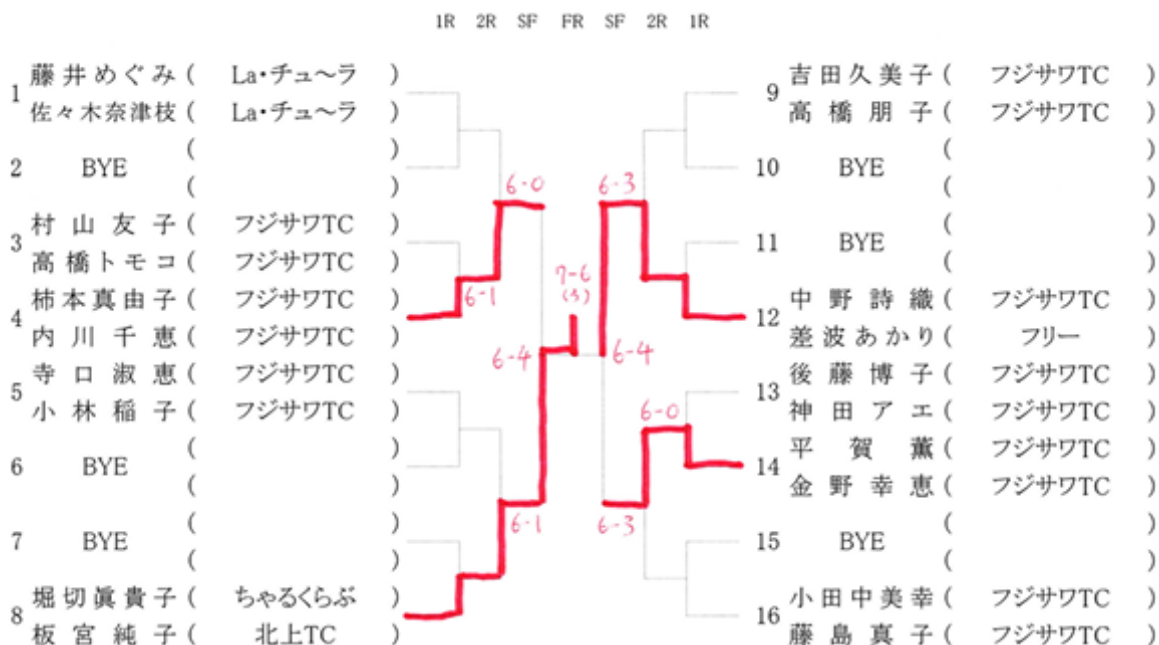 1R 2R SF FR SF 2R 1R
1 藤井めぐみ ( La・チュ～ラ )
佐々木奈津枝 ( La・チュ～ラ )
2 BYE ( )
( )
3 村山友子 ( フジサワTC )
高橋トモコ ( フジサワTC )
4 柿本真由子 ( フジサワTC )
内川千恵 ( フジサワTC )
5 寺口淑恵 ( フジサワTC )
小林稲子 ( フジサワTC )
6 BYE ( )
( )
7 BYE ( )
( )
8 堀切眞貴子 ( ちゃるくらぶ )
板宮純子 ( 北上TC )
6-0
6-1
6-4
6-1
7-6
(3)
6-3
6-4
6-0
6-3
9 吉田久美子 ( フジサワTC )
高橋朋子 ( フジサワTC )
10 BYE ( )
( )
11 BYE ( )
( )
12 中野詩織 ( フジサワTC )
差波あかり ( フリー )
13 後藤博子 ( フジサワTC )
神田アエ ( フジサワTC )
14 平賀薫 ( フジサワTC )
金野幸恵 ( フジサワTC )
15 BYE ( )
( )
16 小田中美幸 ( フジサワTC )
藤島真子 ( フジサワTC )